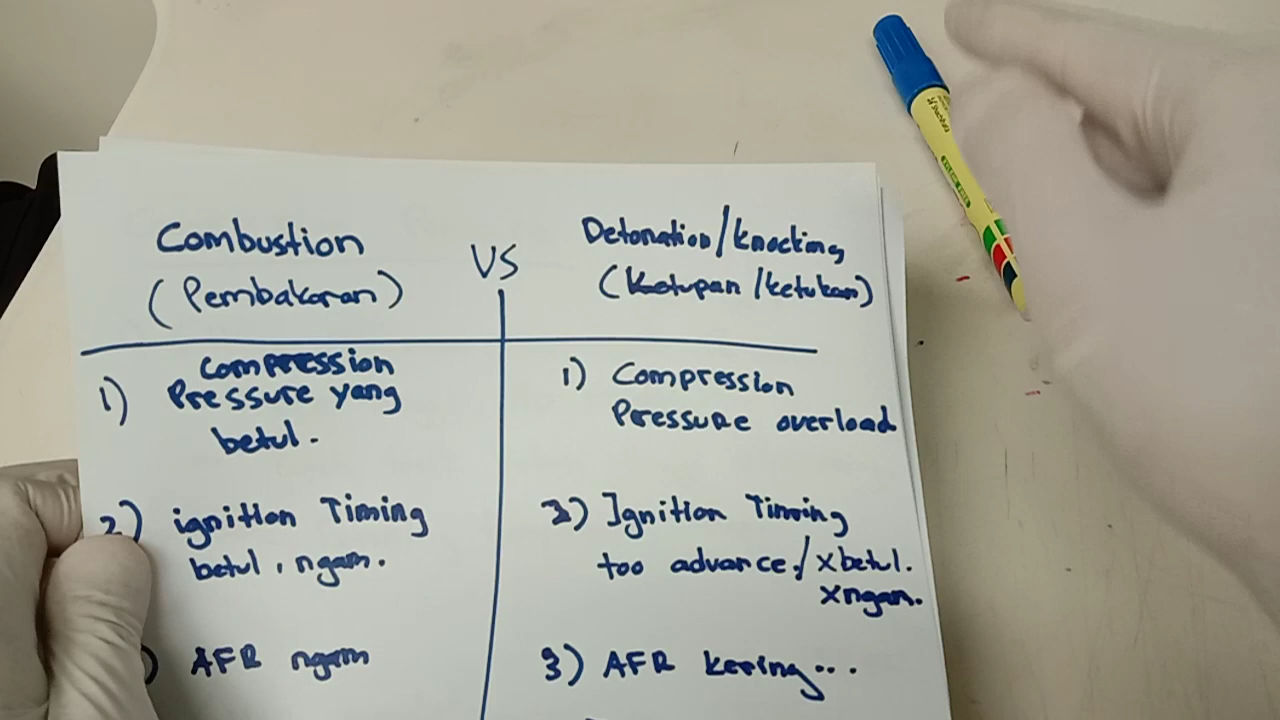 Combustion
(Pembakaran)
VS
Detonation/knocking
(Ketupan/ketukan)
1) Compression
Pressure yang
betul.
2) ignition Timing
betul, ngam.
) AFR ngam
1) Compression
Pressure overload
2) Ignition Timing
too advance./xbetul.
xngam.
3) AFR kering...